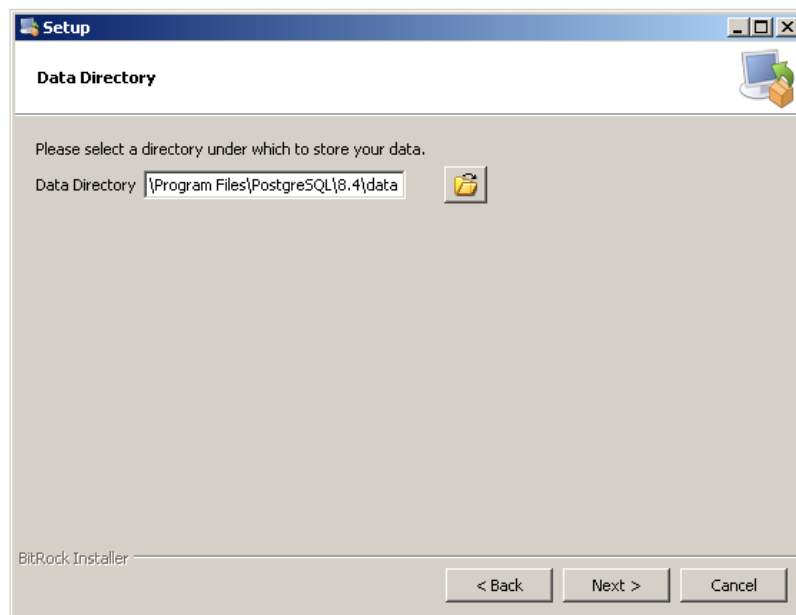 Setup
Data Directory
Please select a directory under which to store your data.
Data Directory \Program Files\PostgreSQL\8.4\data
BitRock Installer
< Back Next > Cancel